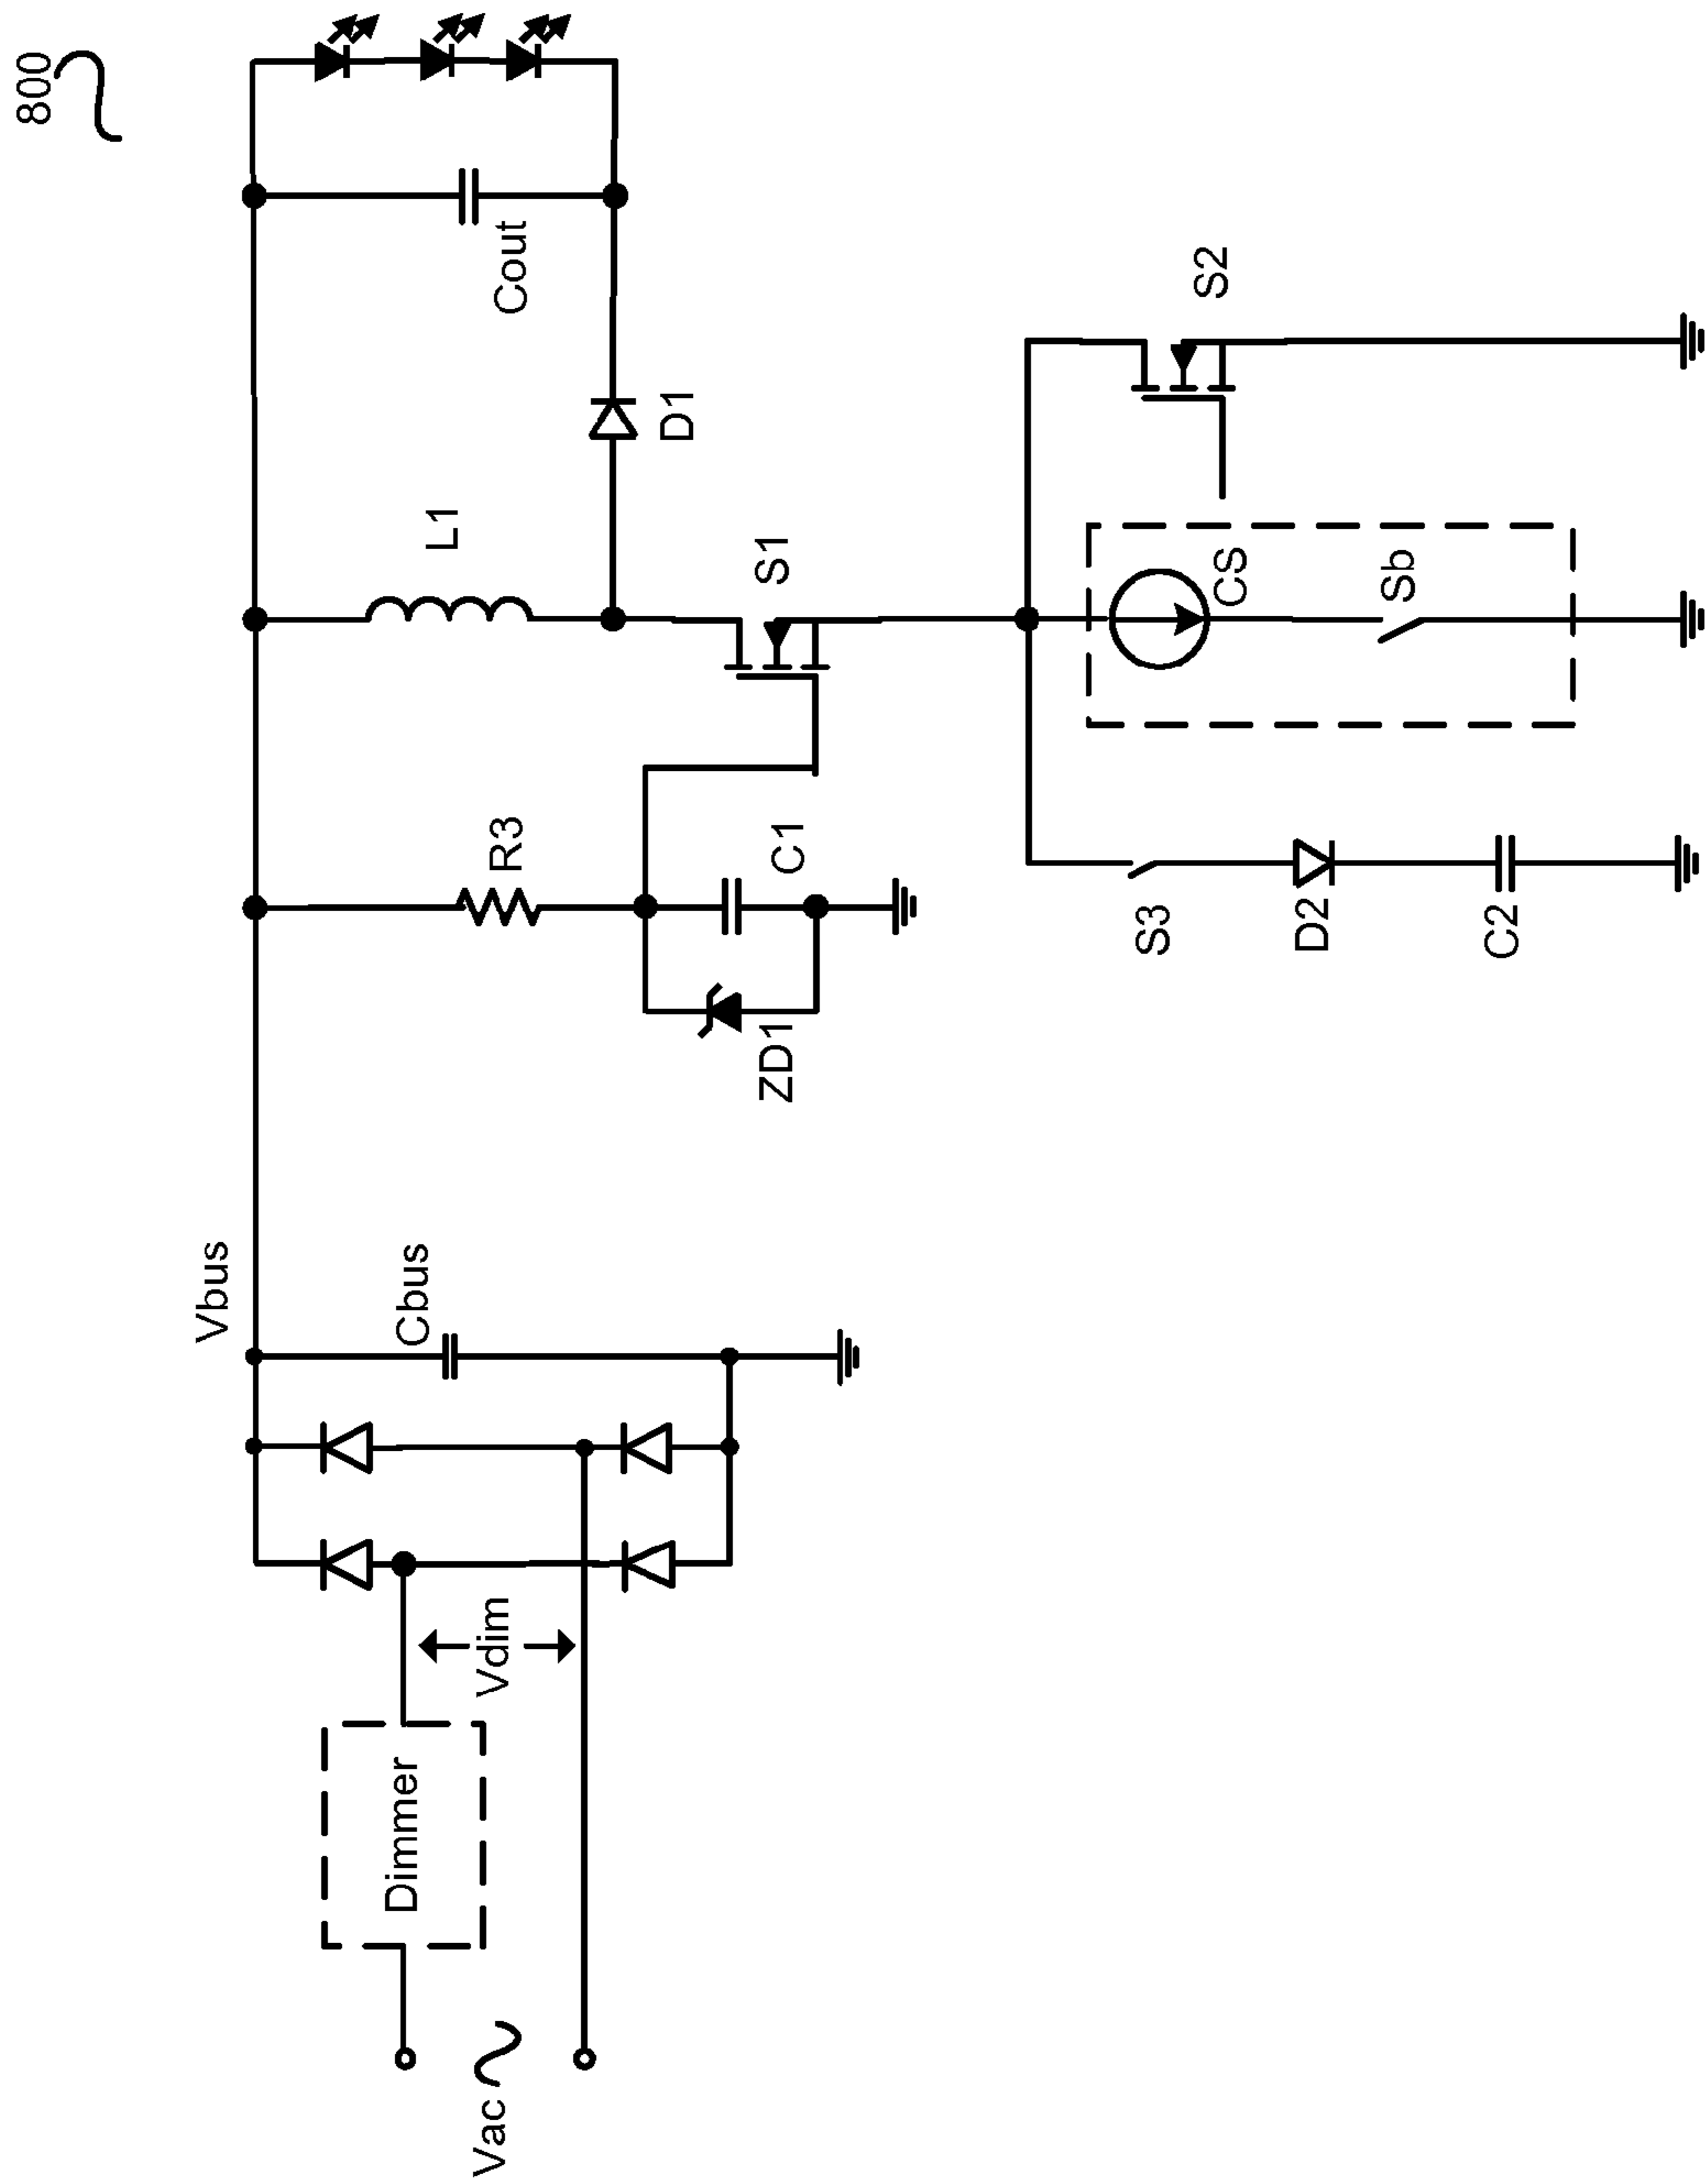 800
Vbus
L1
R3
Cbus
Cout
D1
Dimmer
Vdim
Vac
S1
C1
ZD1
S2
CS
Sb
S3
D2
C2